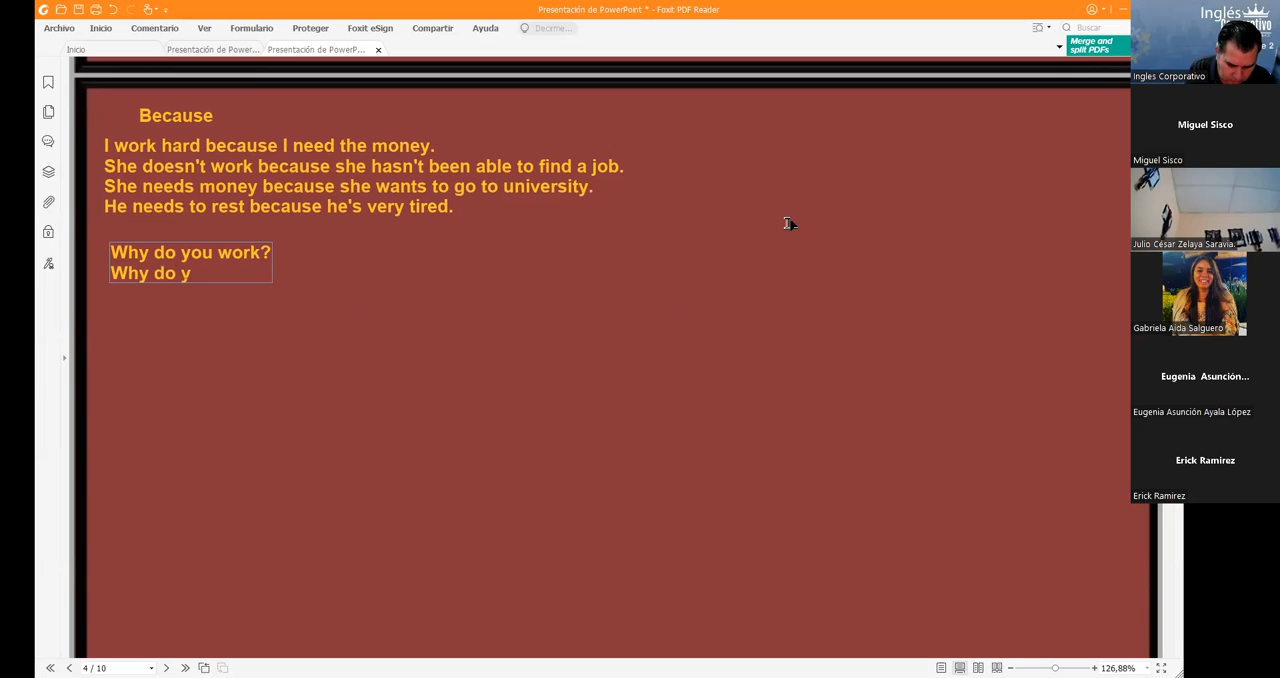 Presentación de PowerPoint * - Foxit PDF Reader
Archivo Inicio Comentario Ver Formulario Proteger Foxit eSign Compartir Ayuda Decirme... Buscar
Inicio Presentación de Power... Presentación de PowerP... Merge and split PDFs
Because
I work hard because I need the money.
She doesn't work because she hasn't been able to find a job.
She needs money because she wants to go to university.
He needs to rest because he's very tired.
Why do you work?
Why do y
4 / 10
126,88%
Inglés
Corporativo
Ingles Corporativo
Miguel Sisco
Miguel Sisco
Julio César Zelaya Saravia.
Gabriela Aida Salguero
Eugenia Asunción...
Eugenia Asunción Ayala López
Erick Ramirez
Erick Ramirez